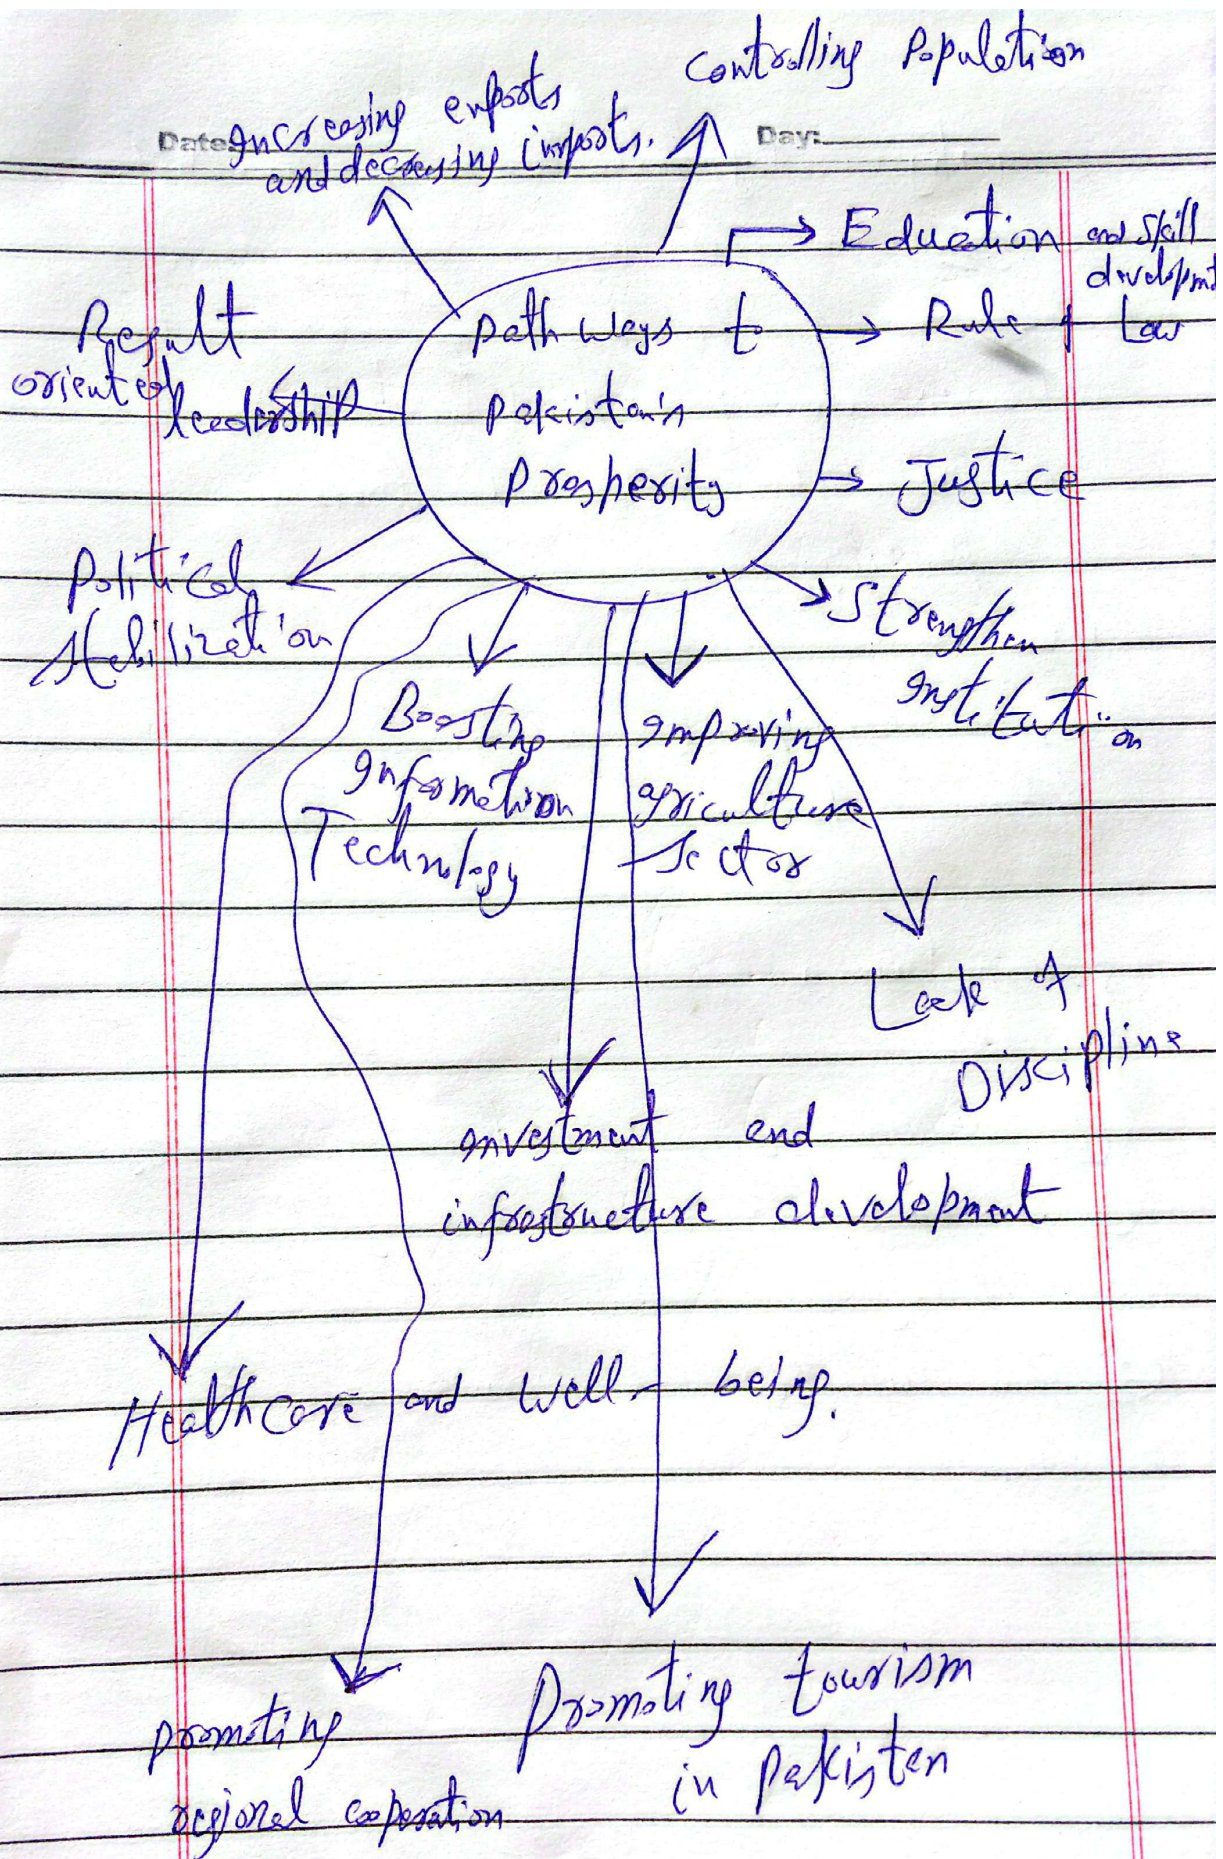 Controlling Population
Increasing exports
and decreasing imports.
Date:
Day:
Eduction and skill
development
Pathways to
Pakistan's
Prosperity
Rule of Law
Result
oriented
leadership
Justice
Political
stabilization
Strengthen
Institution
Boosting
Information
Technology
Improving
agriculture
sector
Lack of
Discipline
Investment and
infrastructure development
Healthcare and well-being.
Promoting tourism
in Pakistan
promoting
regional cooperation